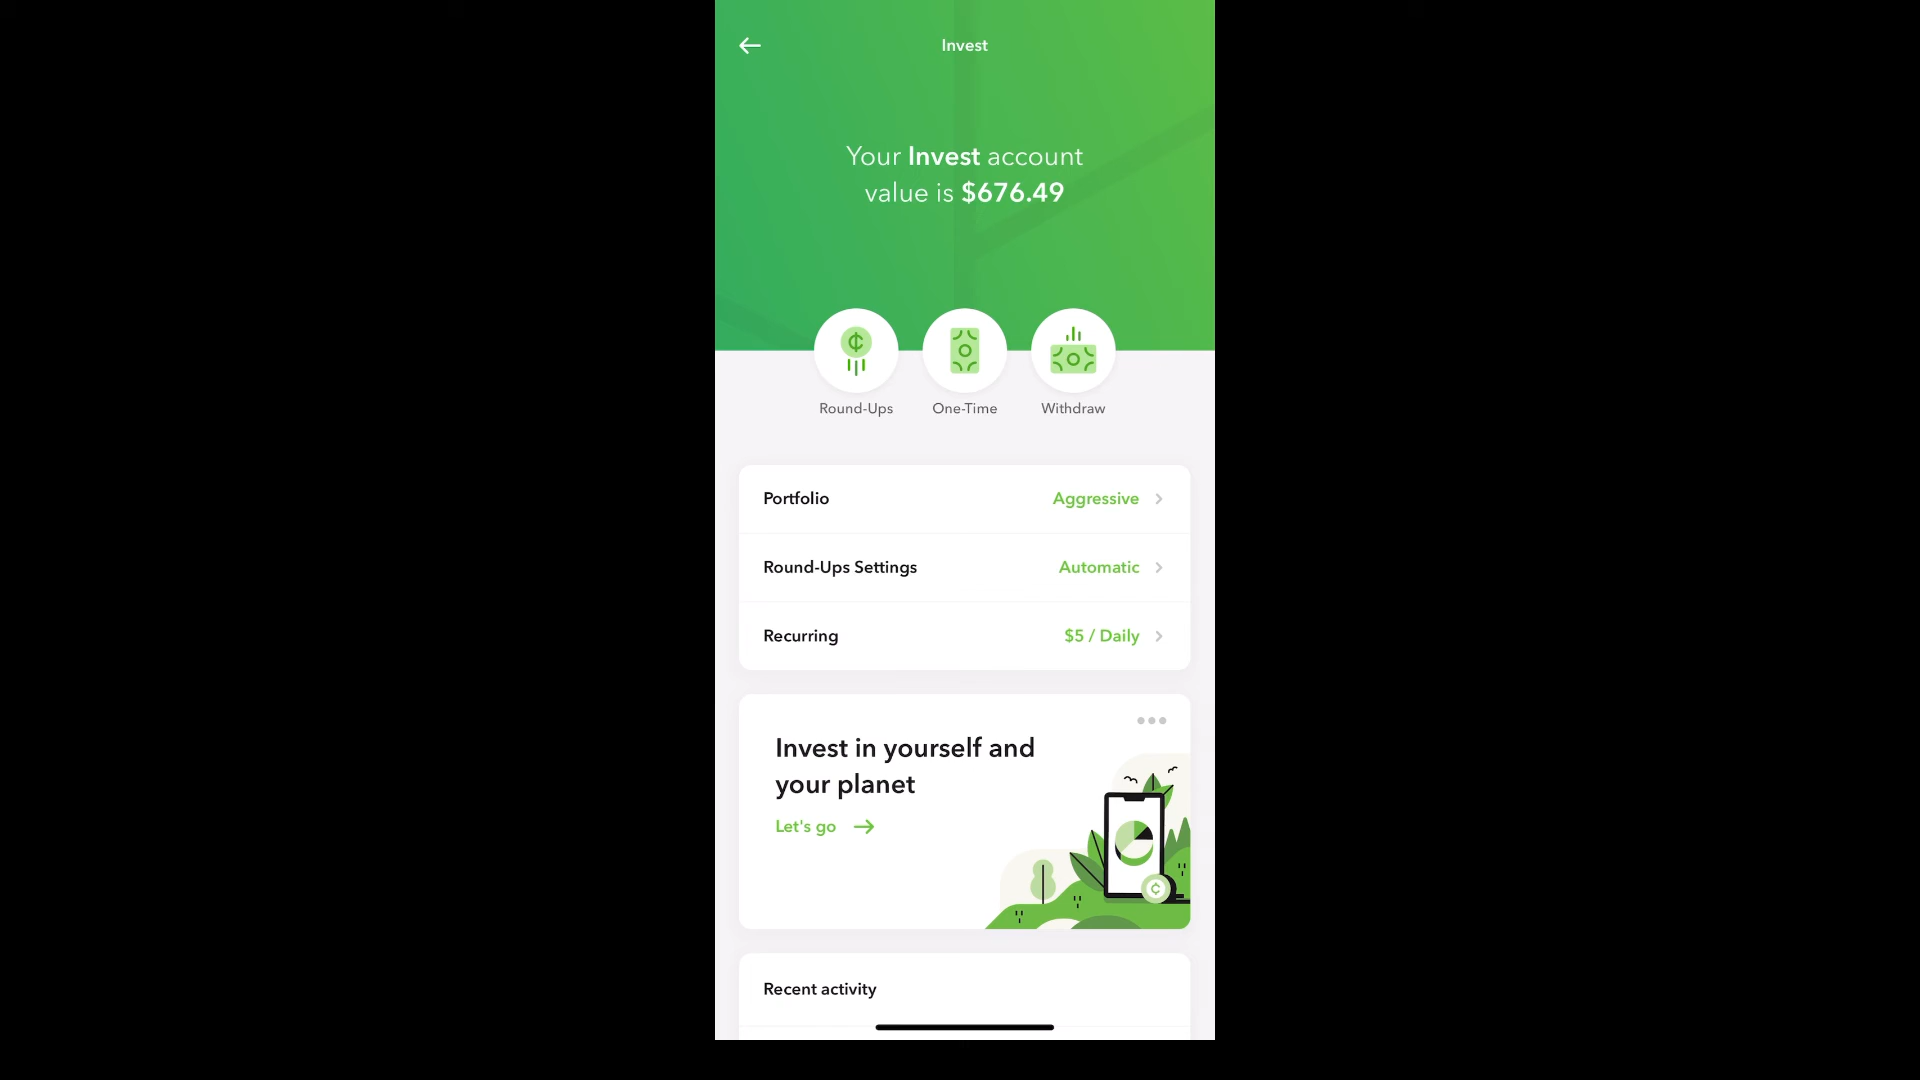 Invest
Your Invest account
value is $676.49
Round-Ups
One-Time
Withdraw
Portfolio
Aggressive
Round-Ups Settings
Automatic
Recurring
$5 / Daily
Invest in yourself and
your planet
Let's go
Recent activity